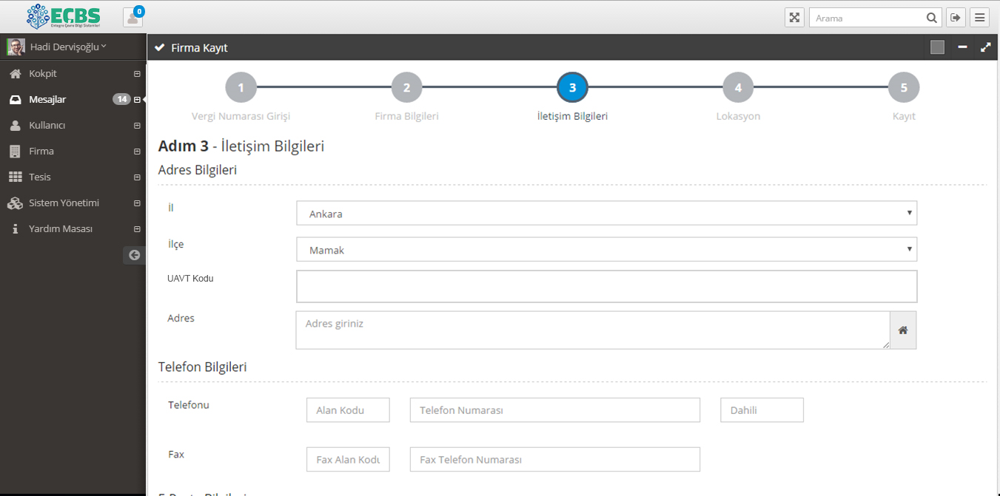 EÇBS
Entegre Çevre Bilgi Sistemleri
0
Arama
Hadi Dervişoğlu
Kokpit
Mesajlar 14
Kullanıcı
Firma
Tesis
Sistem Yönetimi
Yardım Masası
Firma Kayıt
1 2 3 4 5
Vergi Numarası Girişi Firma Bilgileri İletişim Bilgileri Lokasyon Kayıt
Adım 3 - İletişim Bilgileri
Adres Bilgileri
İl Ankara
İlçe Mamak
UAVT Kodu
Adres Adres giriniz
Telefon Bilgileri
Telefonu Alan Kodu Telefon Numarası Dahili
Fax Fax Alan Kodu Fax Telefon Numarası